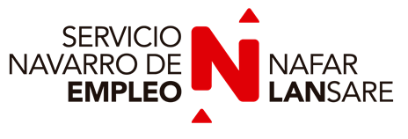 SERVICIO
NAVARRO DE
EMPLEO
N
NAFAR
LANSARE